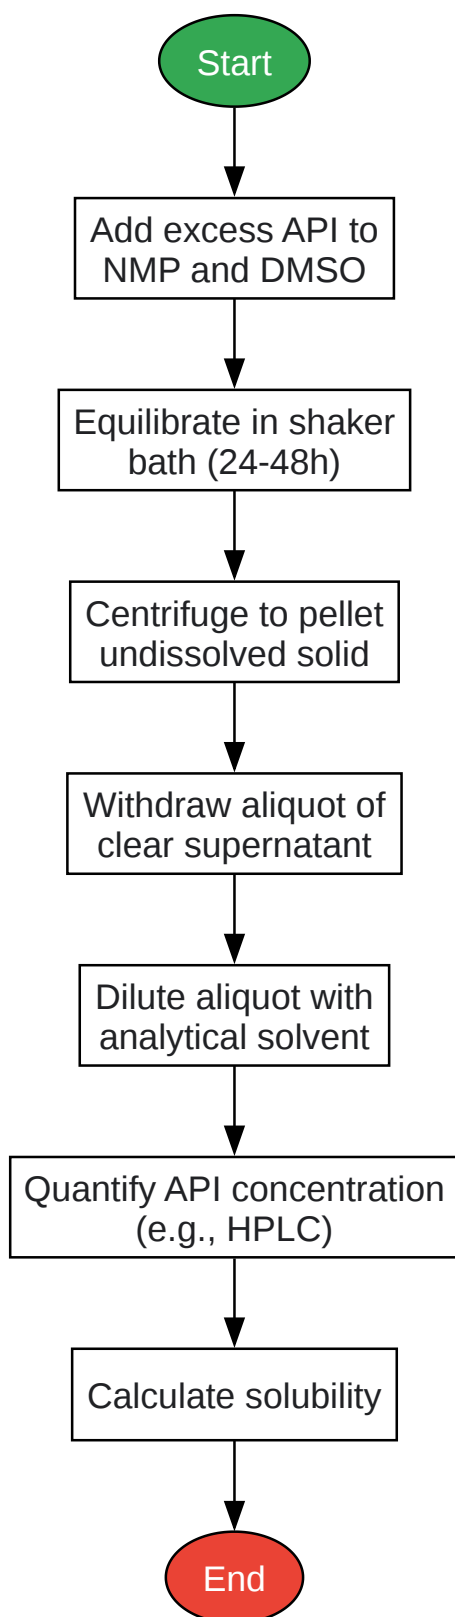 Start
Add excess API to
NMP and DMSO
Equilibrate in shaker
bath (24-48h)
Centrifuge to pellet
undissolved solid
Withdraw aliquot of
clear supernatant
Dilute aliquot with
analytical solvent
Quantify API concentration
(e.g., HPLC)
Calculate solubility
End